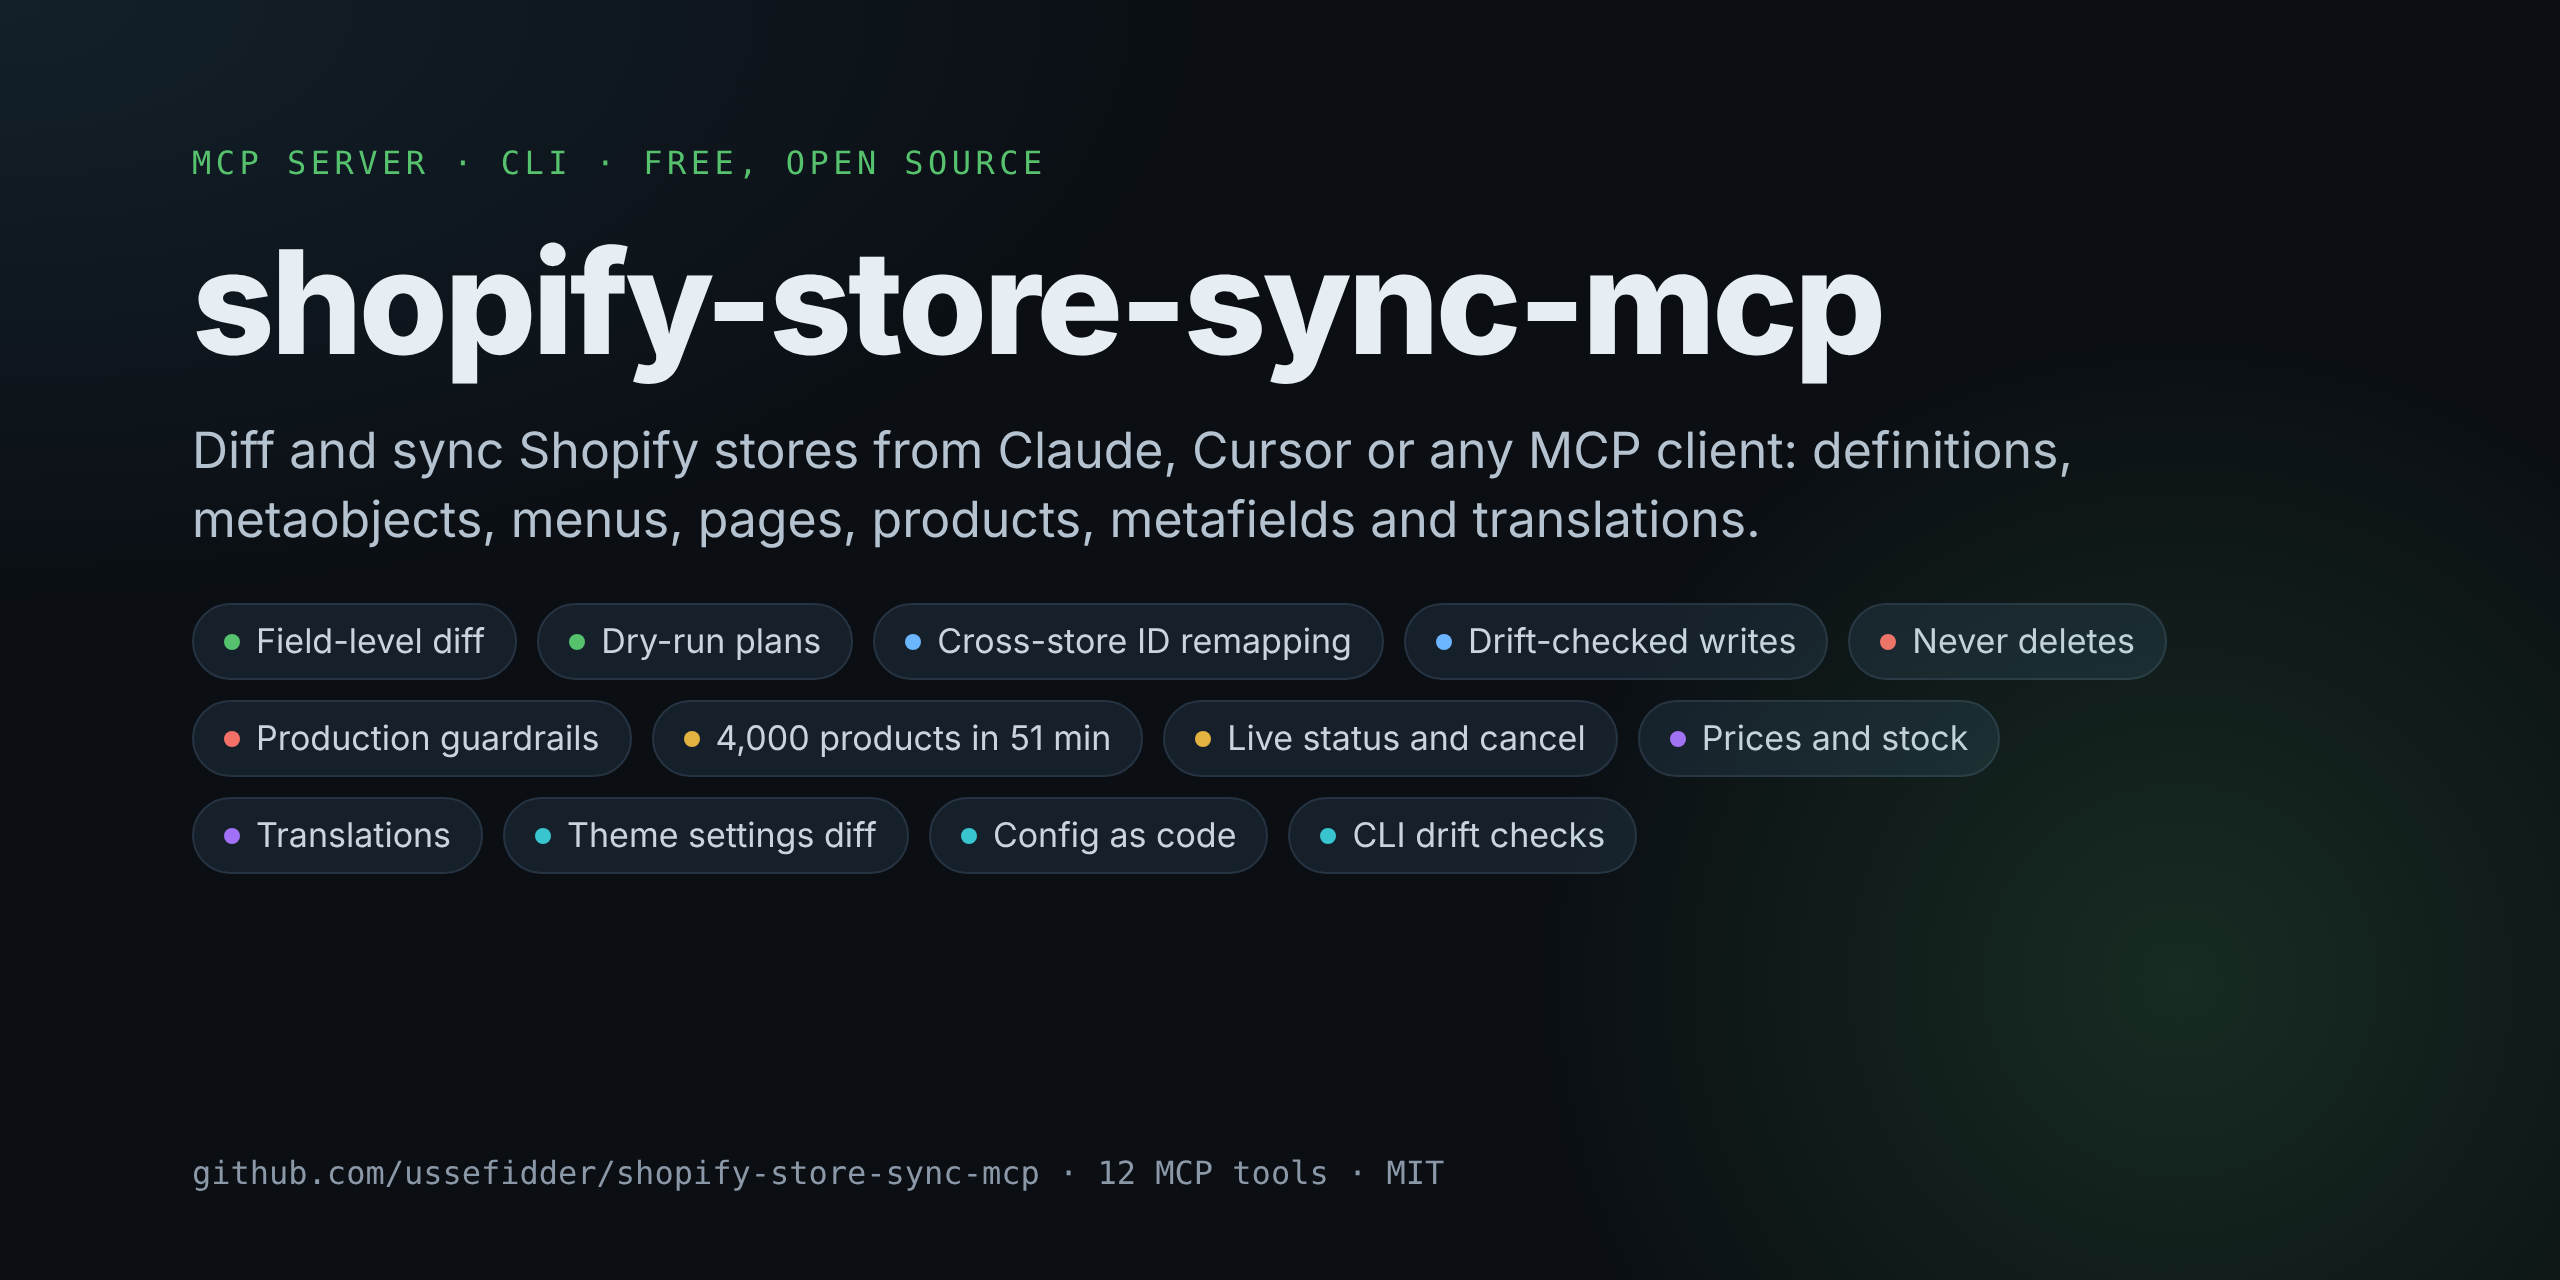 MCP SERVER · CLI · FREE, OPEN SOURCE
shopify-store-sync-mcp
Diff and sync Shopify stores from Claude, Cursor or any MCP client: definitions,
metaobjects, menus, pages, products, metafields and translations.
Field-level diff Dry-run plans Cross-store ID remapping Drift-checked writes Never deletes
Production guardrails 4,000 products in 51 min Live status and cancel Prices and stock
Translations Theme settings diff Config as code CLI drift checks
github.com/ussefidder/shopify-store-sync-mcp · 12 MCP tools · MIT